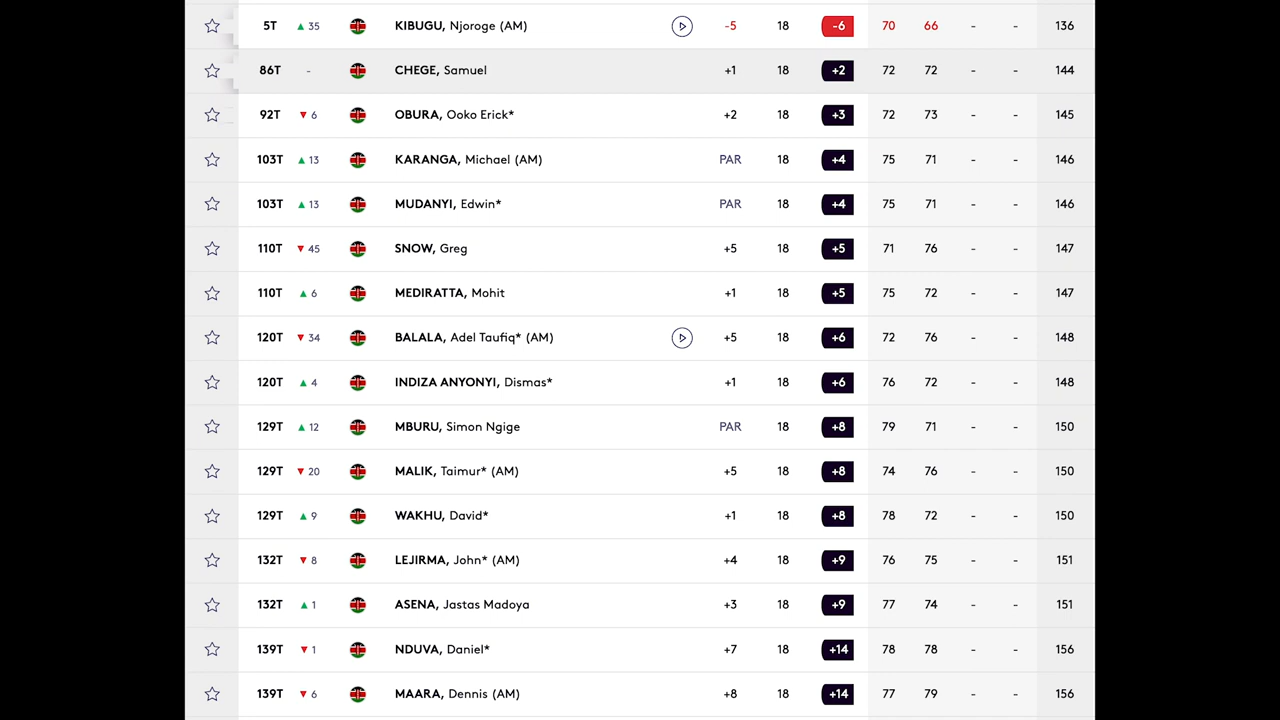 5T ▲ 35 KIBUGU, Njoroge (AM) -5 18 -6 70 66 - - 136
86T - CHEGE, Samuel +1 18 +2 72 72 - - 144
92T ▼ 6 OBURA, Ooko Erick* +2 18 +3 72 73 - - 145
103T ▲ 13 KARANGA, Michael (AM) PAR 18 +4 75 71 - - 146
103T ▲ 13 MUDANYI, Edwin* PAR 18 +4 75 71 - - 146
110T ▼ 45 SNOW, Greg +5 18 +5 71 76 - - 147
110T ▲ 6 MEDIRATTA, Mohit +1 18 +5 75 72 - - 147
120T ▼ 34 BALALA, Adel Taufiq* (AM) +5 18 +6 72 76 - - 148
120T ▲ 4 INDIZA ANYONYI, Dismas* +1 18 +6 76 72 - - 148
129T ▲ 12 MBURU, Simon Ngige PAR 18 +8 79 71 - - 150
129T ▼ 20 MALIK, Taimur* (AM) +5 18 +8 74 76 - - 150
129T ▲ 9 WAKHU, David* +1 18 +8 78 72 - - 150
132T ▼ 8 LEJIRMA, John* (AM) +4 18 +9 76 75 - - 151
132T ▲ 1 ASENA, Jastas Madoya +3 18 +9 77 74 - - 151
139T ▼ 1 NDUVA, Daniel* +7 18 +14 78 78 - - 156
139T ▼ 6 MAARA, Dennis (AM) +8 18 +14 77 79 - - 156